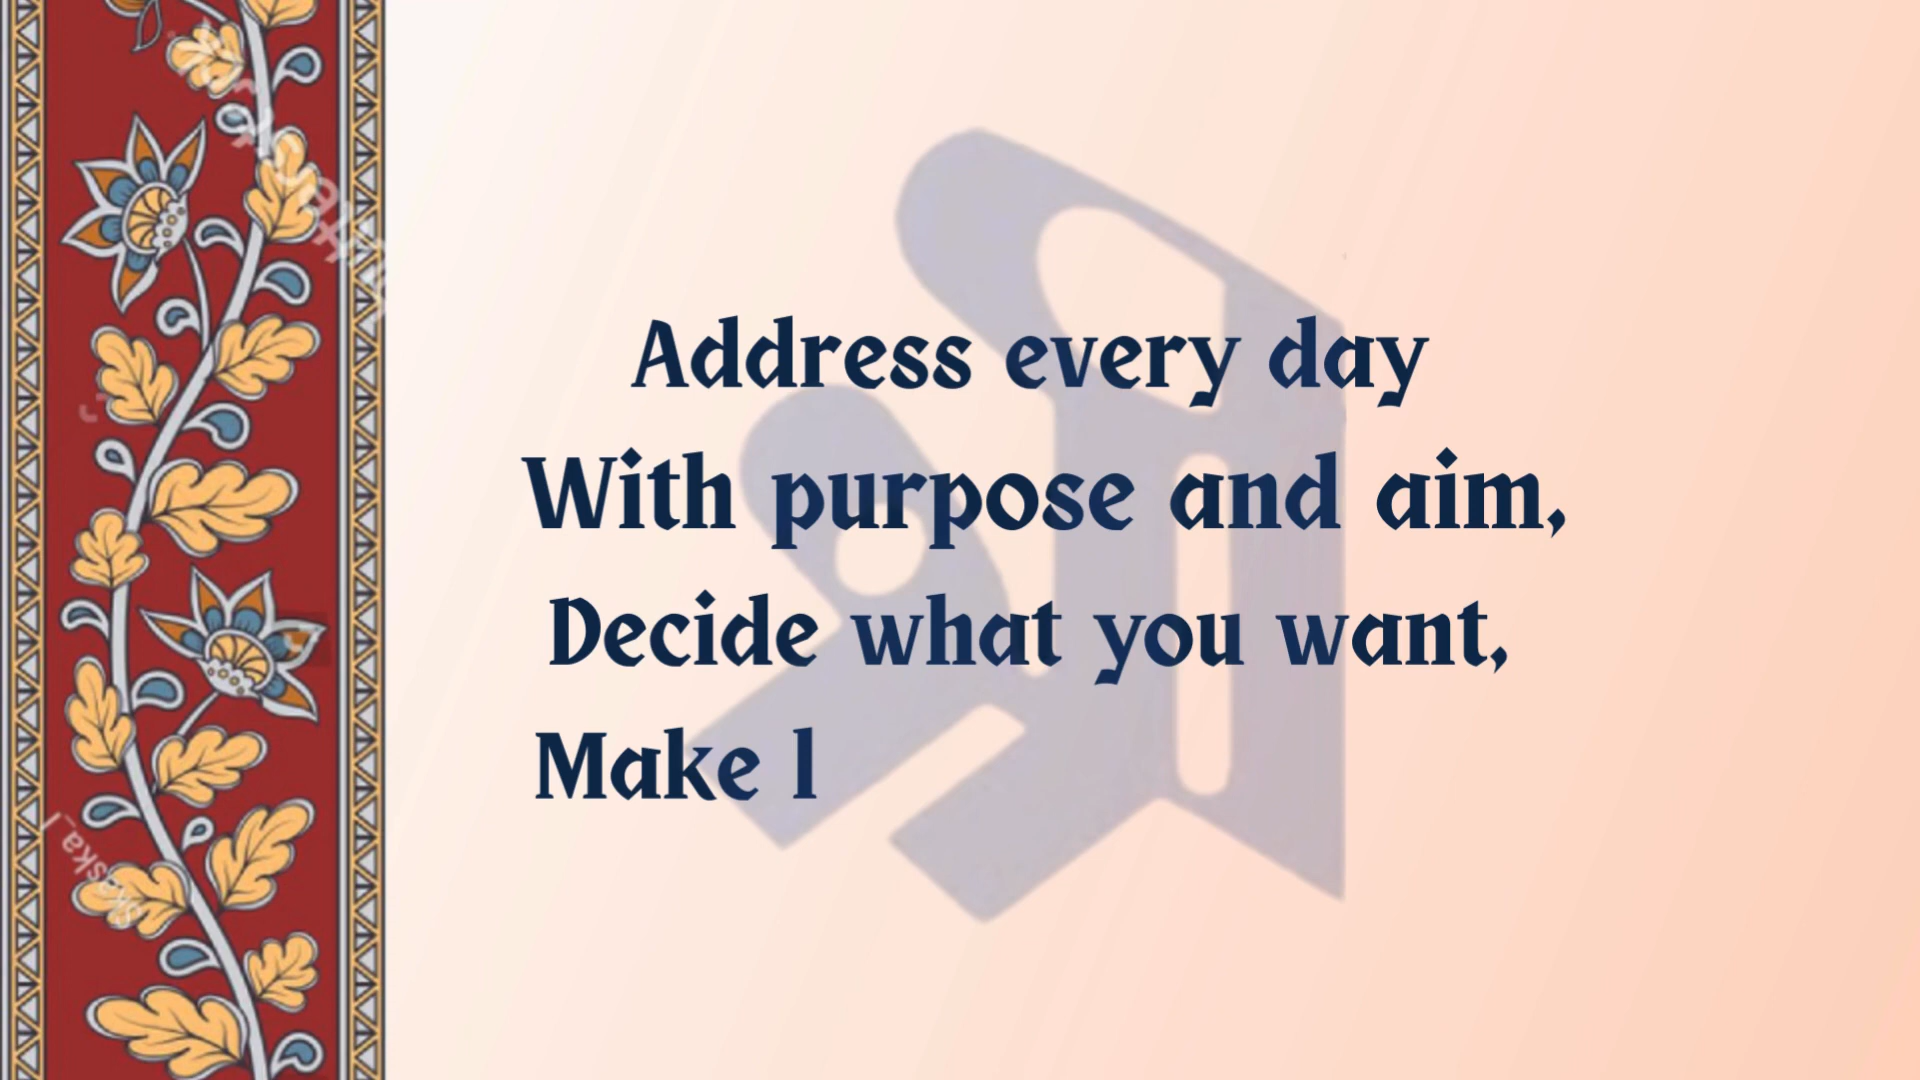 Address every day
With purpose and aim,
Decide what you want,
Make l